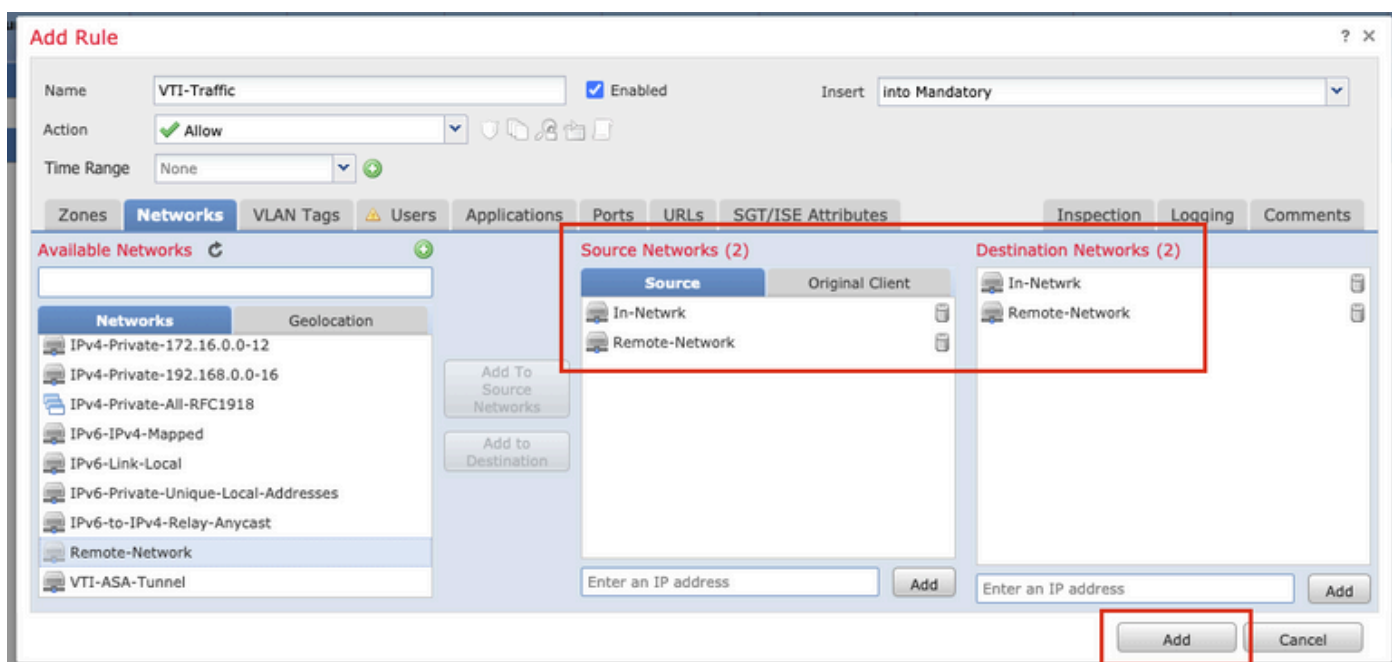 Add Rule ? ×
Name VTI-Traffic Enabled Insert into Mandatory
Action Allow
Time Range None
Zones Networks VLAN Tags Users Applications Ports URLs SGT/ISE Attributes Inspection Logging Comments
Available Networks Source Networks (2) Destination Networks (2)
Networks Geolocation Source Original Client
In-Netwrk In-Netwrk
Remote-Network Remote-Network
IPv4-Private-172.16.0.0-12
IPv4-Private-192.168.0.0-16
IPv4-Private-All-RFC1918
IPv6-IPv4-Mapped
IPv6-Link-Local
IPv6-Private-Unique-Local-Addresses
IPv6-to-IPv4-Relay-Anycast
Remote-Network
VTI-ASA-Tunnel
Add To
Source
Networks
Add to
Destination
Enter an IP address Add Enter an IP address Add
Add Cancel